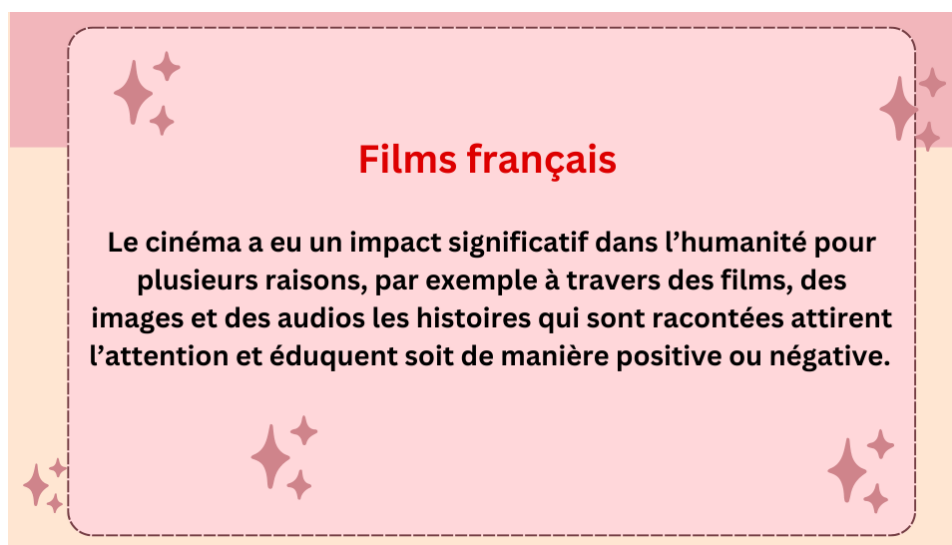 Films français
Le cinéma a eu un impact significatif dans l’humanité pour
plusieurs raisons, par exemple à travers des films, des
images et des audios les histoires qui sont racontées attirent
l’attention et éduquent soit de manière positive ou négative.